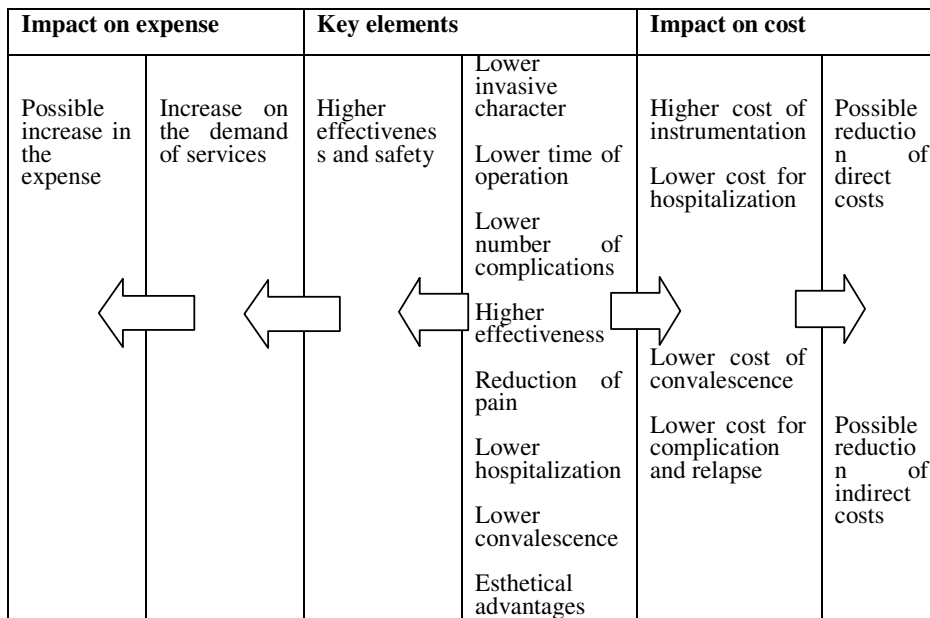 Impact on expense
Key elements
Impact on cost
Possible
increase in
the
expense
Increase on
the demand
of services
Higher
effectivenes
s and safety
Lower
invasive
character
Lower time of
operation
Lower
number of
complications
Higher
effectiveness
Reduction of
pain
Lower
hospitalization
Lower
convalescence
Esthetical
advantages
Higher cost of
instrumentation
Lower cost for
hospitalization
Lower cost of
convalescence
Lower cost for
complication
and relapse
Possible
reductio
n of
direct
costs
Possible
reductio
n of
indirect
costs